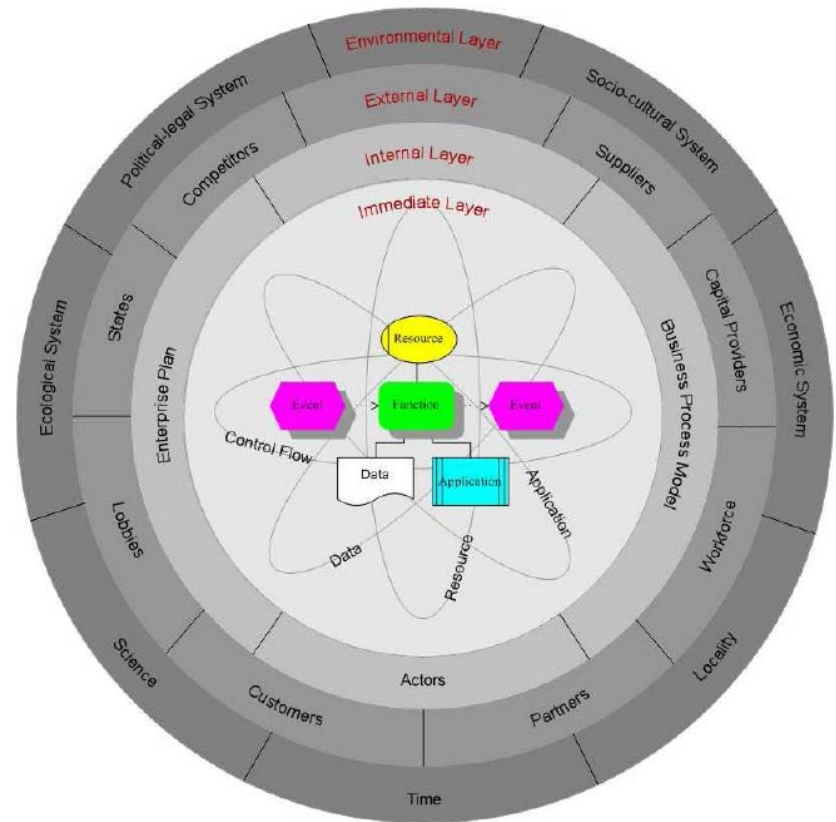 Environmental Layer
Socio-cultural System
Economic System
Locality
Time
Science
Ecological System
Political-legal System
External Layer
Suppliers
Capital Providers
Workforce
Partners
Customers
Lobbies
States
Competitors
Internal Layer
Business Process Model
Actors
Enterprise Plan
Immediate Layer
Resource
Event
Function
Event
Control Flow
Data
Application
Application
Data
Resource